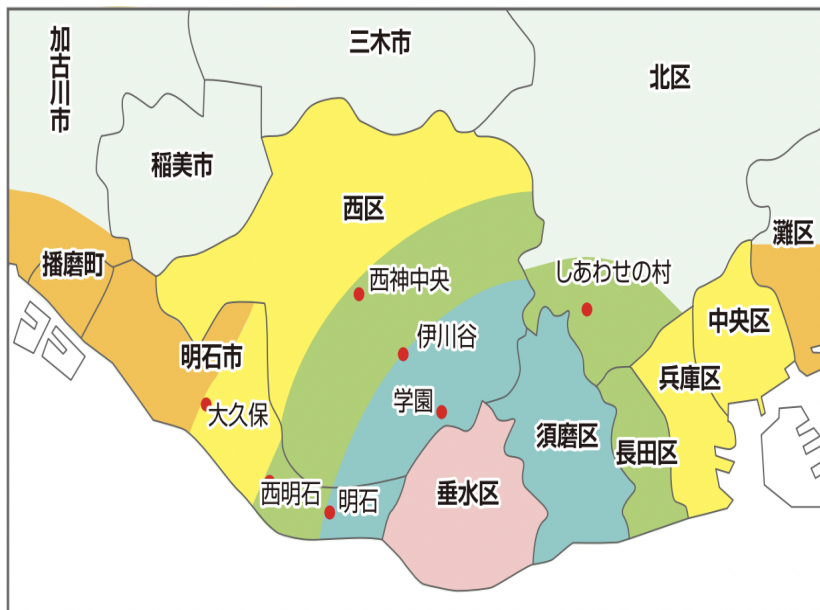 加古川市
三木市
北区
稲美市
西区
灘区
播磨町
西神中央
しあわせの村
中央区
伊川谷
明石市
兵庫区
学園
大久保
須磨区
長田区
西明石
明石
垂水区